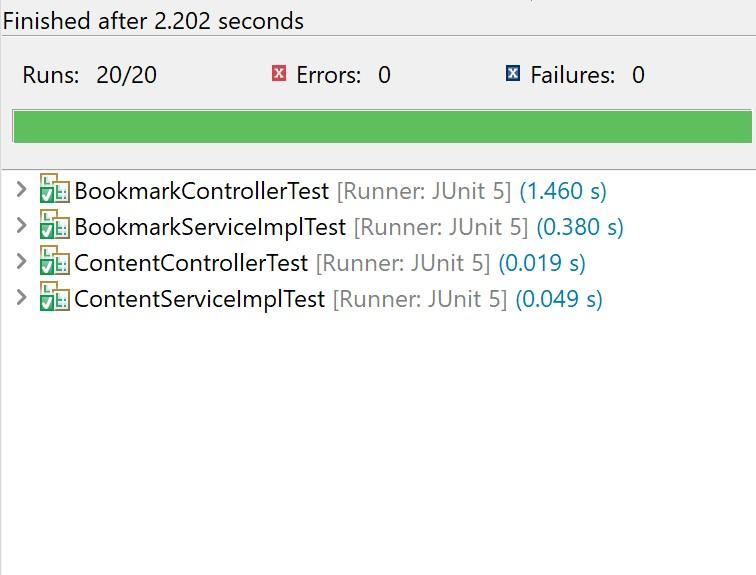 Finished after 2.202 seconds
Runs: 20/20 Errors: 0 Failures: 0
BookmarkControllerTest [Runner: JUnit 5] (1.460 s)
BookmarkServiceImplTest [Runner: JUnit 5] (0.380 s)
ContentControllerTest [Runner: JUnit 5] (0.019 s)
ContentServiceImplTest [Runner: JUnit 5] (0.049 s)